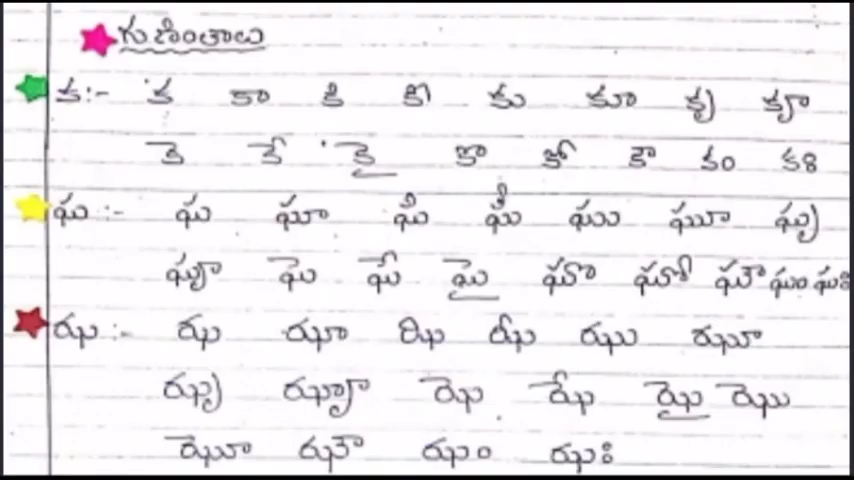 గుణింతాలు
క:- క కా కి కీ కు కూ కృ కౄ
కె కే కై కొ కో కౌ కం కః
ఘ:- ఘ ఘా ఘి ఘీ ఘు ఘూ ఘృ
ఘౄ ఘె ఘే ఘై ఘొ ఘో ఘౌ ఘం ఘః
ఝ:- ఝ ఝా ఝి ఝీ ఝు ఝూ
ఝృ ఝౄ ఝె ఝే ఝై ఝొ
ఝో ఝౌ ఝం ఝః